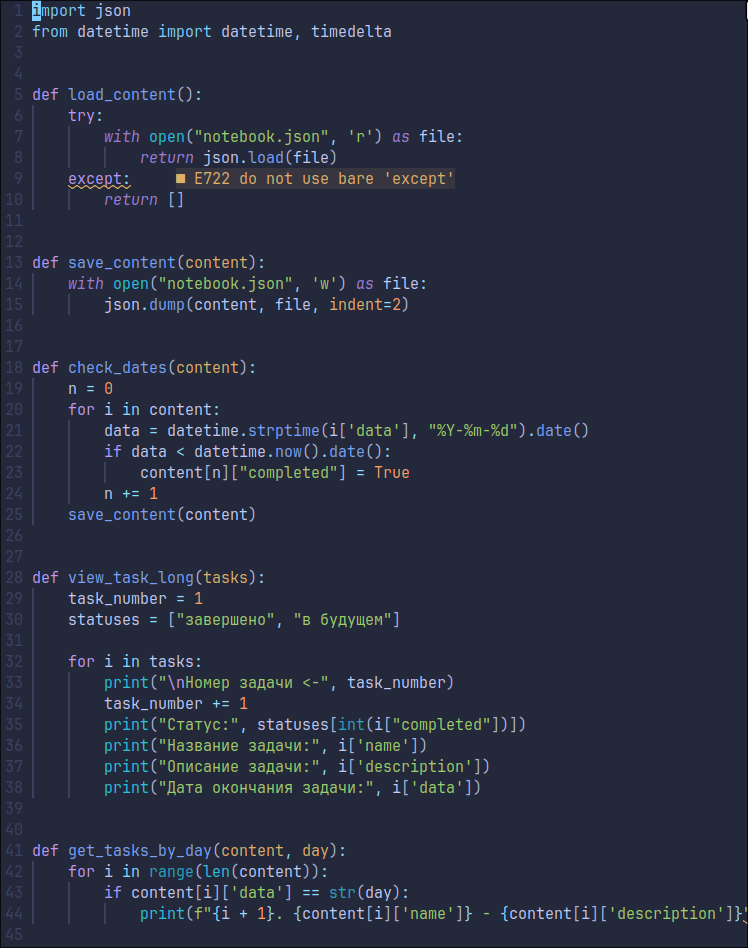 1 import json
2 from datetime import datetime, timedelta
3
4
5 def load_content():
6     try:
7         with open("notebook.json", 'r') as file:
8             return json.load(file)
9     except:     ■ E722 do not use bare 'except'
10         return []
11
12
13 def save_content(content):
14     with open("notebook.json", 'w') as file:
15         json.dump(content, file, indent=2)
16
17
18 def check_dates(content):
19     n = 0
20     for i in content:
21         data = datetime.strptime(i['data'], "%Y-%m-%d").date()
22         if data < datetime.now().date():
23             content[n]["completed"] = True
24         n += 1
25     save_content(content)
26
27
28 def view_task_long(tasks):
29     task_number = 1
30     statuses = ["завершено", "в будущем"]
31
32     for i in tasks:
33         print("\nНомер задачи <-", task_number)
34         task_number += 1
35         print("Статус:", statuses[int(i["completed"])])
36         print("Название задачи:", i['name'])
37         print("Описание задачи:", i['description'])
38         print("Дата окончания задачи:", i['data'])
39
40
41 def get_tasks_by_day(content, day):
42     for i in range(len(content)):
43         if content[i]['data'] == str(day):
44             print(f"{i + 1}. {content[i]['name']} - {content[i]['description']}"
45